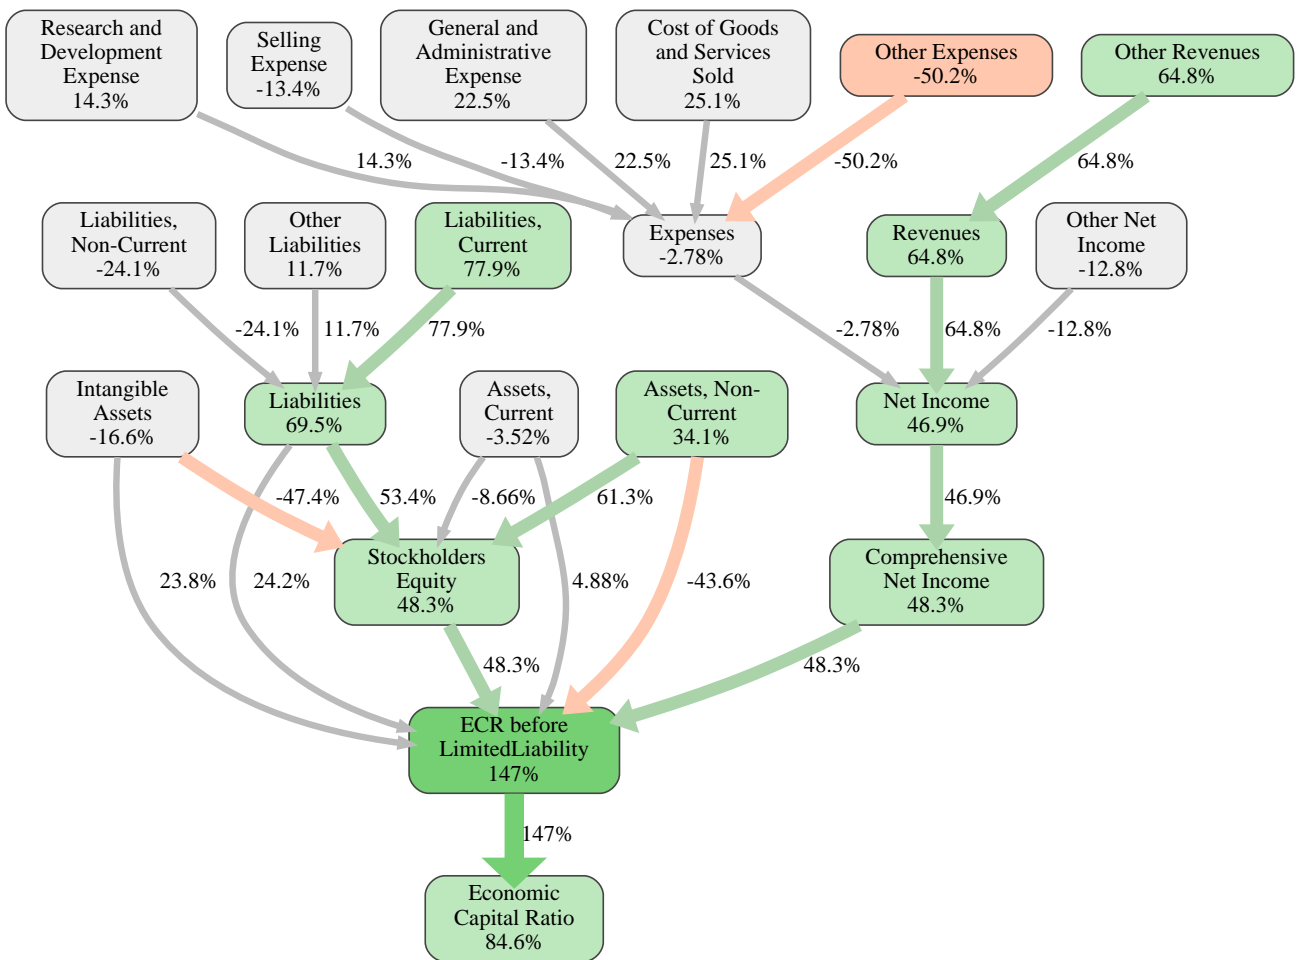 Research and
Development
Expense
14.3%
Selling
Expense
-13.4%
General and
Administrative
Expense
22.5%
Cost of Goods
and Services
Sold
25.1%
Other Expenses
-50.2%
Other Revenues
64.8%
14.3%
-13.4%
22.5%
25.1%
-50.2%
64.8%
Liabilities,
Non-Current
-24.1%
Other
Liabilities
11.7%
Liabilities,
Current
77.9%
Expenses
-2.78%
Revenues
64.8%
Other Net
Income
-12.8%
-24.1%
11.7%
77.9%
-2.78%
64.8%
-12.8%
Intangible
Assets
-16.6%
Liabilities
69.5%
Assets,
Current
-3.52%
Assets, Non-
Current
34.1%
Net Income
46.9%
-47.4%
53.4%
-8.66%
61.3%
46.9%
23.8%
24.2%
Stockholders
Equity
48.3%
4.88%
-43.6%
Comprehensive
Net Income
48.3%
48.3%
48.3%
ECR before
LimitedLiability
147%
147%
Economic
Capital Ratio
84.6%